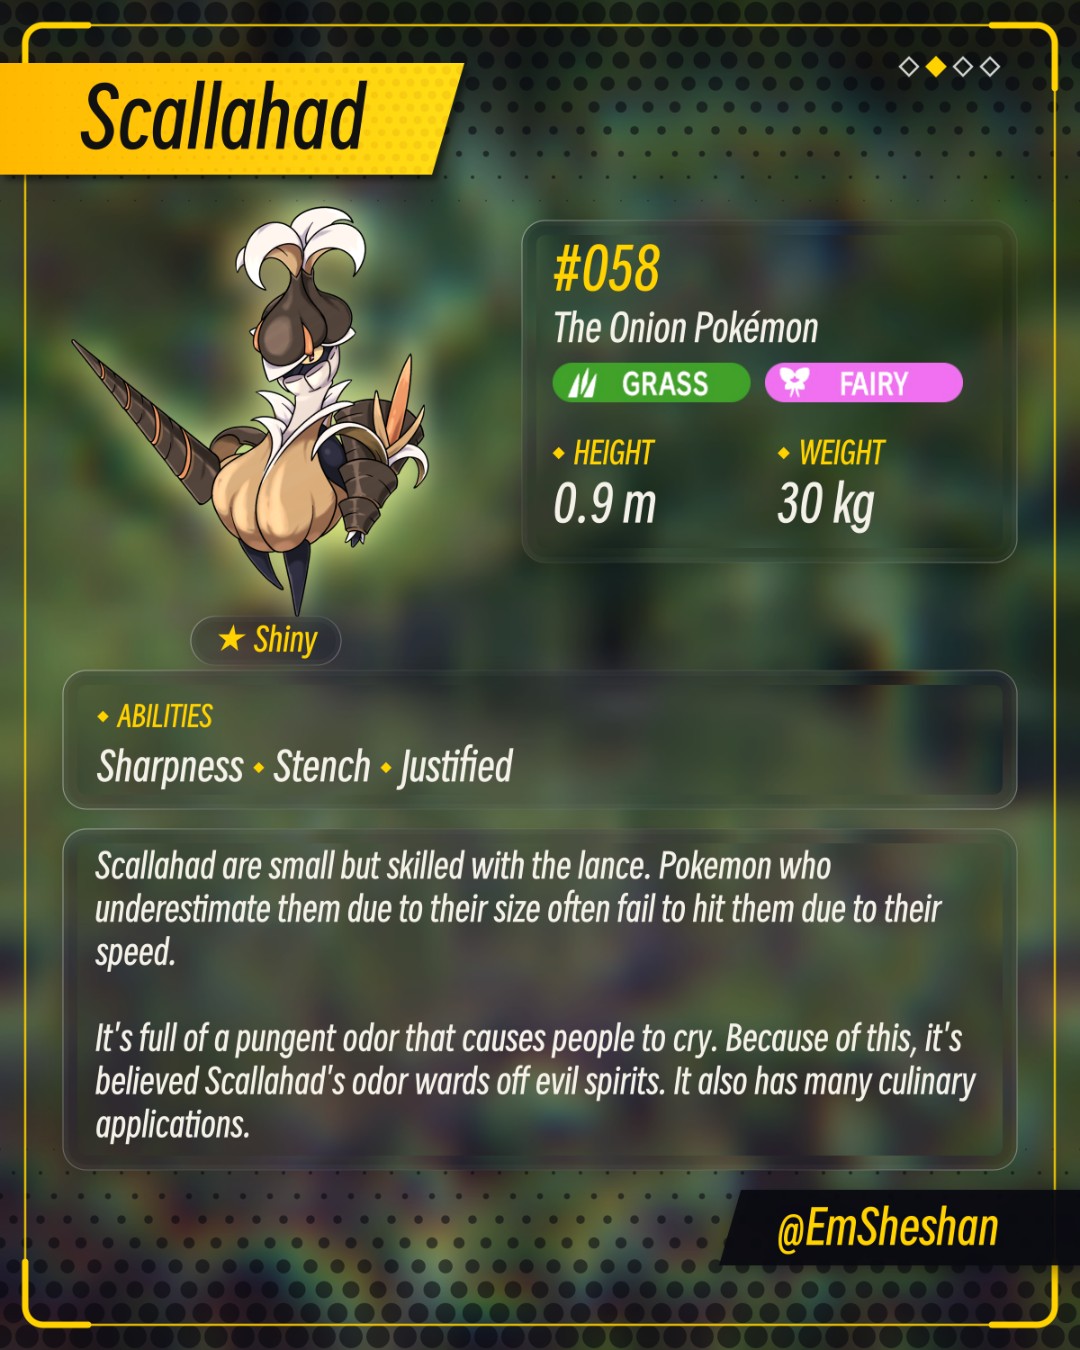 Scallahad
#058
The Onion Pokémon
GRASS FAIRY
HEIGHT WEIGHT
0.9 m 30 kg
★ Shiny
ABILITIES
Sharpness • Stench • Justified
Scallahad are small but skilled with the lance. Pokemon who
underestimate them due to their size often fail to hit them due to their
speed.
It's full of a pungent odor that causes people to cry. Because of this, it's
believed Scallahad's odor wards off evil spirits. It also has many culinary
applications.
@EmSheshan